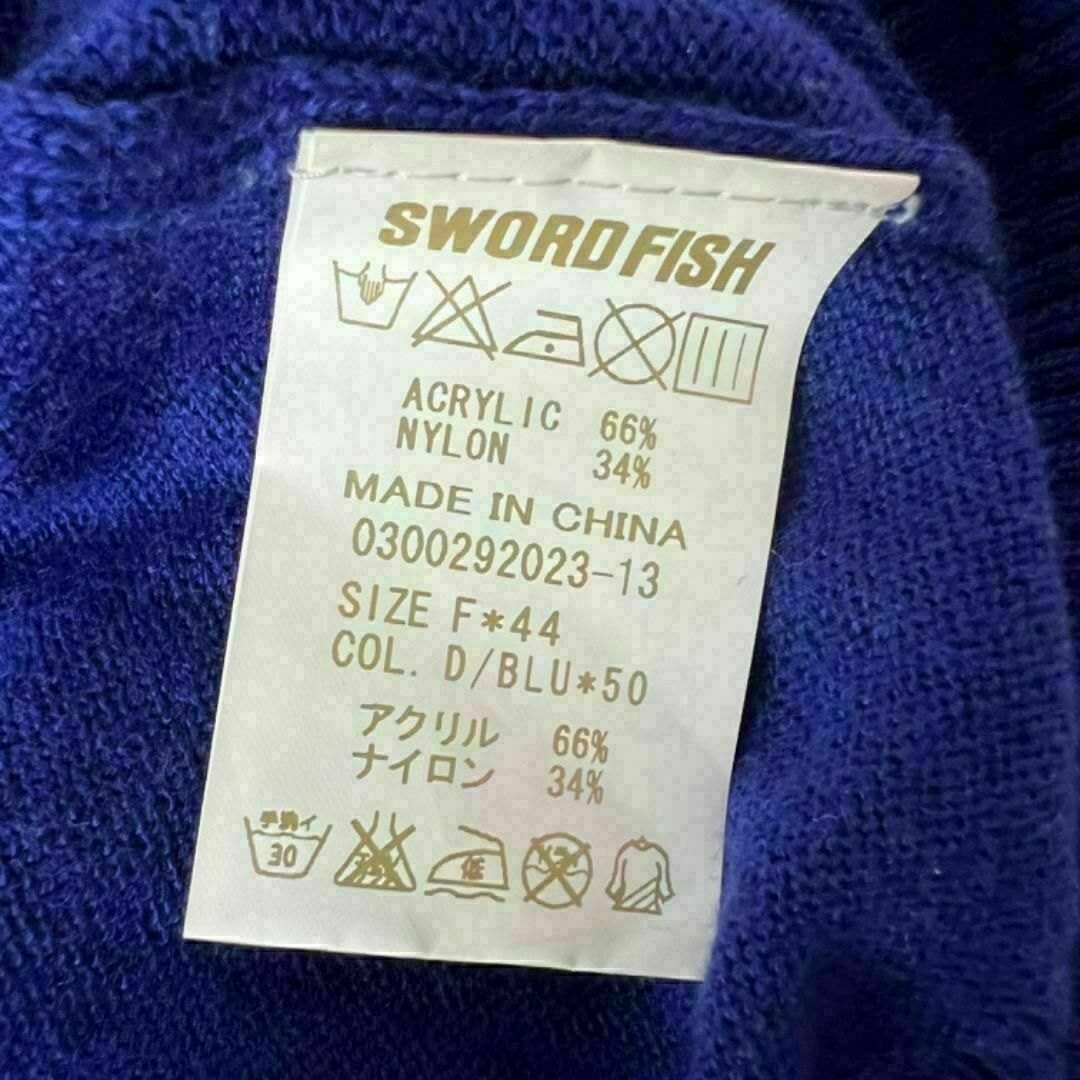 SWORDFISH
ACRYLIC 66%
NYLON 34%
MADE IN CHINA
0300292023-13
SIZE F*44
COL. D/BLU*50
アクリル 66%
ナイロン 34%
手洗イ
30
低